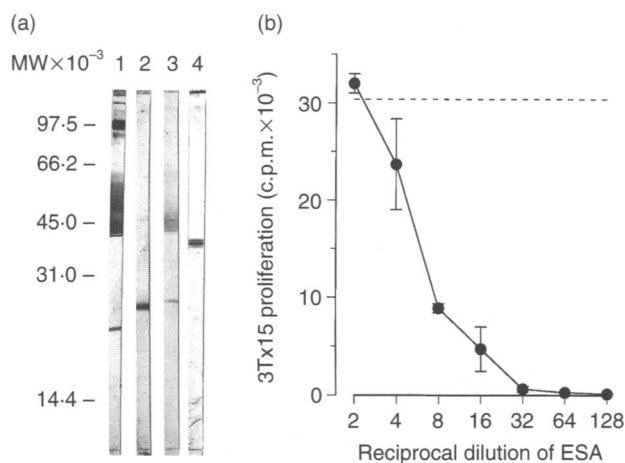 (a)
MW×10⁻³ 1 2 3 4
97·5 –
66·2 –
45·0 –
31·0 –
14·4 –
(b)
3Tx15 proliferation (c.p.m.×10⁻³)
30
20
10
0
2 4 8 16 32 64 128
Reciprocal dilution of ESA